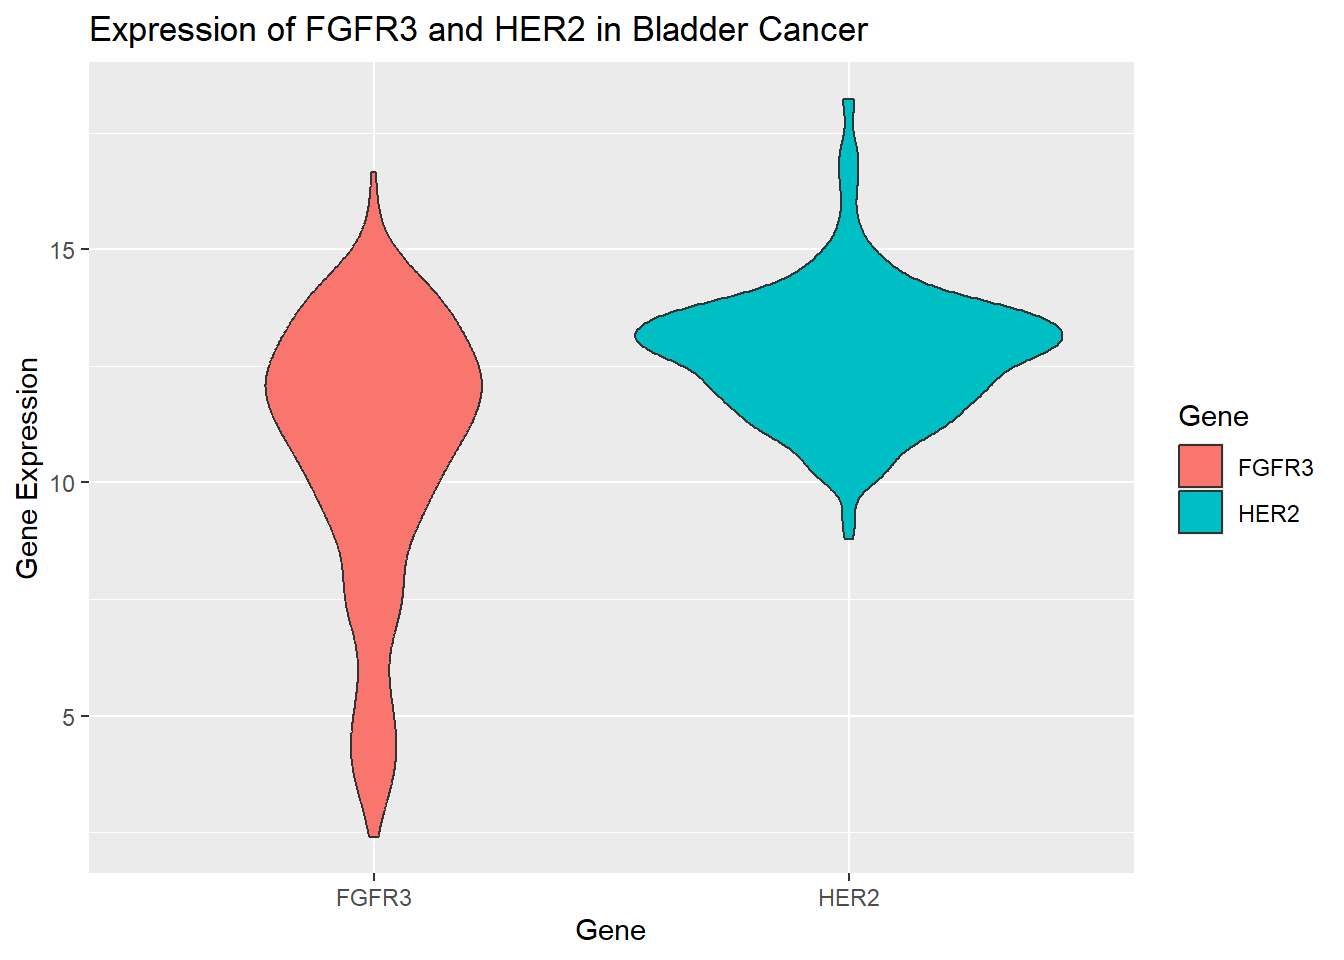 Expression of FGFR3 and HER2 in Bladder Cancer
15
10
5
Gene Expression
FGFR3
HER2
Gene
Gene
FGFR3
HER2